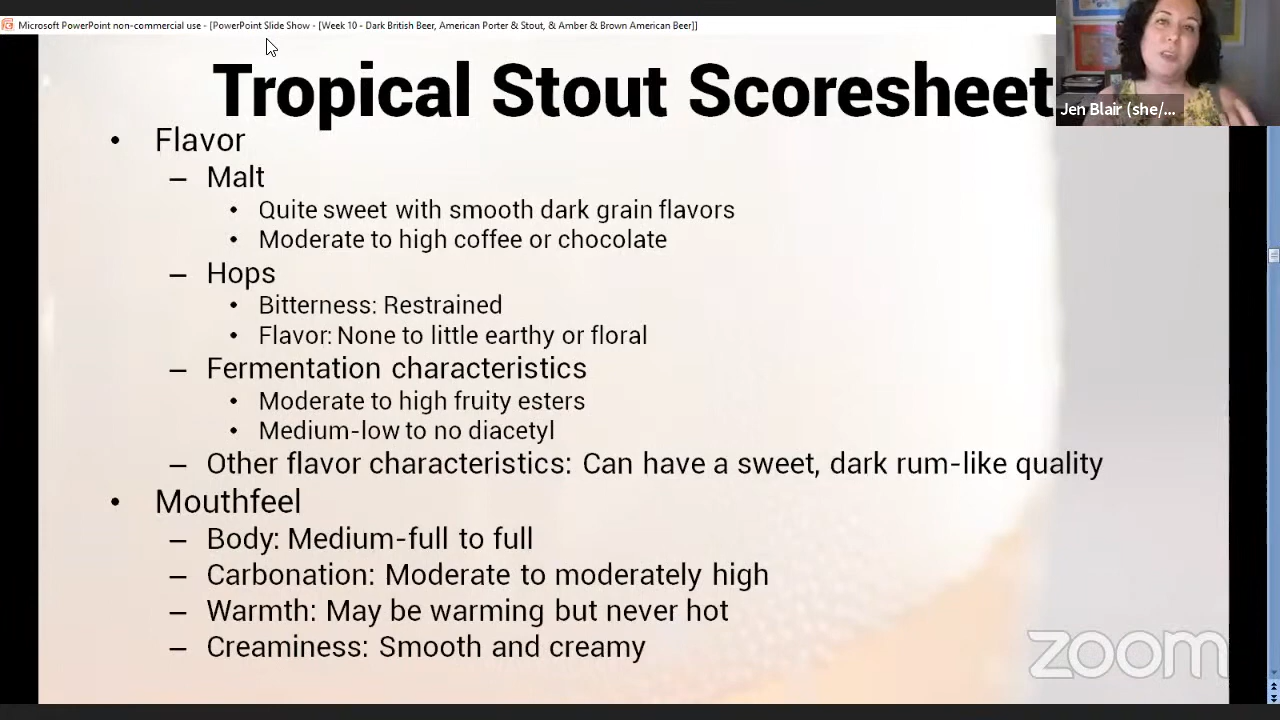 Microsoft PowerPoint non-commercial use - [PowerPoint Slide Show - [Week 10 - Dark British Beer, American Porter & Stout, & Amber & Brown American Beer]]
Tropical Stout Scoresheet
Jen Blair (she/...
• Flavor
– Malt
• Quite sweet with smooth dark grain flavors
• Moderate to high coffee or chocolate
– Hops
• Bitterness: Restrained
• Flavor: None to little earthy or floral
– Fermentation characteristics
• Moderate to high fruity esters
• Medium-low to no diacetyl
– Other flavor characteristics: Can have a sweet, dark rum-like quality
• Mouthfeel
– Body: Medium-full to full
– Carbonation: Moderate to moderately high
– Warmth: May be warming but never hot
– Creaminess: Smooth and creamy
zoom